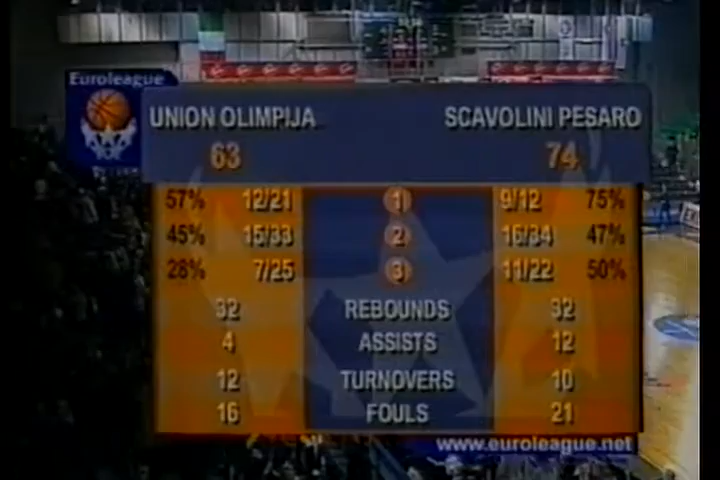 Euroleague
UNION OLIMPIJA SCAVOLINI PESARO
63 74
57% 12/21 1 9/12 75%
45% 15/33 2 16/34 47%
28% 7/25 3 11/22 50%
32 REBOUNDS 32
4 ASSISTS 12
12 TURNOVERS 10
16 FOULS 21
www.euroleague.net